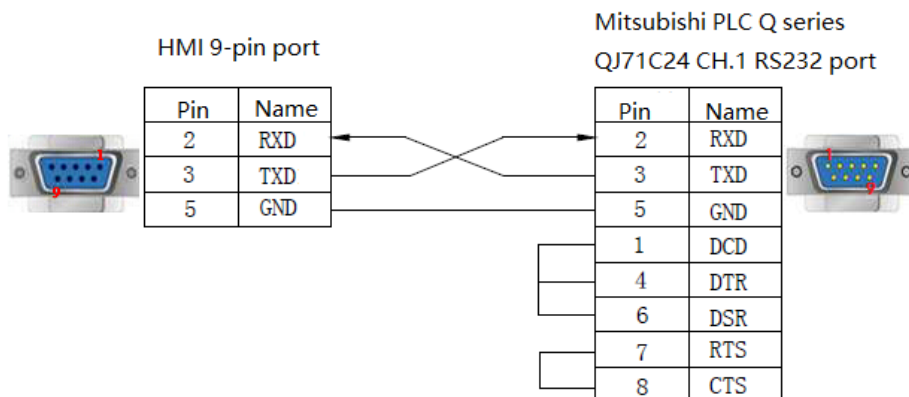 Mitsubishi PLC Q series
HMI 9-pin port
QJ71C24 CH.1 RS232 port
Pin Name
2 RXD
3 TXD
5 GND
Pin Name
2 RXD
3 TXD
5 GND
1 DCD
4 DTR
6 DSR
7 RTS
8 CTS
1
9
1
9